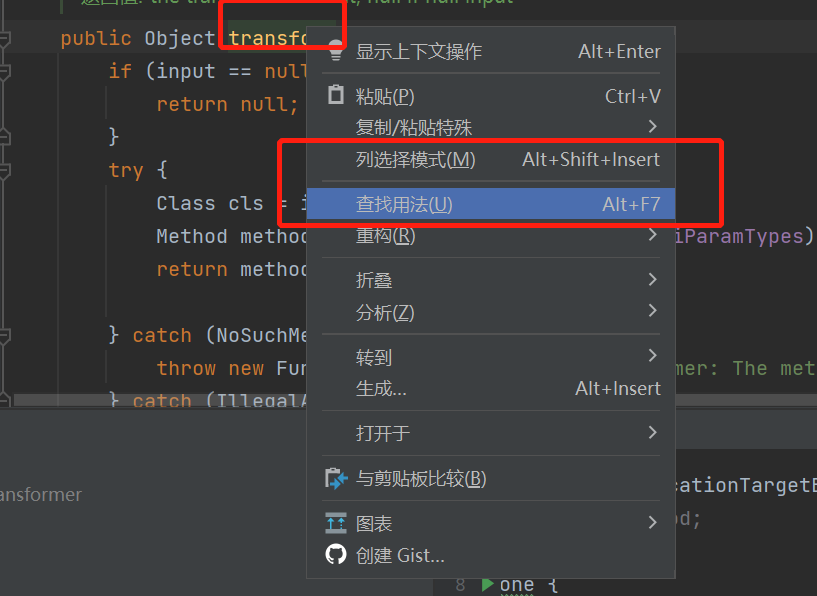 返回值: the tran t, null if null input
public Object transfo
显示上下文操作 Alt+Enter
if (input == null
粘贴(P) Ctrl+V
return null;
复制/粘贴特殊
}
列选择模式(M) Alt+Shift+Insert
try {
Class cls = i
查找用法(U) Alt+F7
Method method
重构(R)
iParamTypes)
return method
折叠
分析(Z)
} catch (NoSuchMe
转到
throw new Fun
mer: The met
生成... Alt+Insert
} catch (IllegalA
打开于
与剪贴板比较(B)
cationTargetE
ansformer
od;
图表
创建 Gist...
8 one {